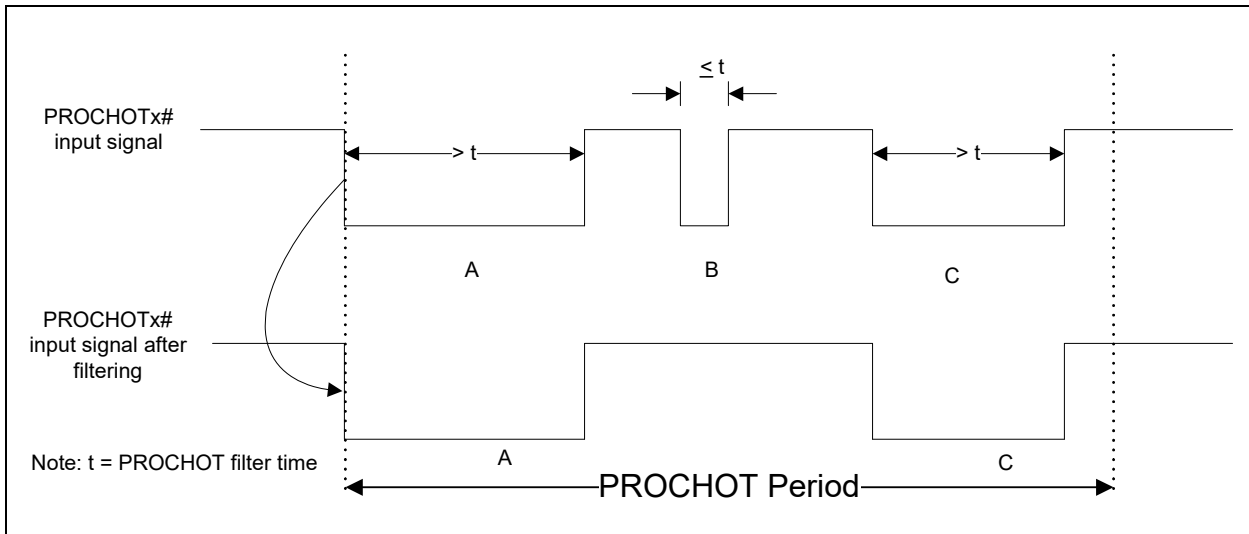 ≤ t
PROCHOTx#
input signal
> t
> t
A
B
C
PROCHOTx#
input signal after
filtering
A
C
Note: t = PROCHOT filter time
PROCHOT Period